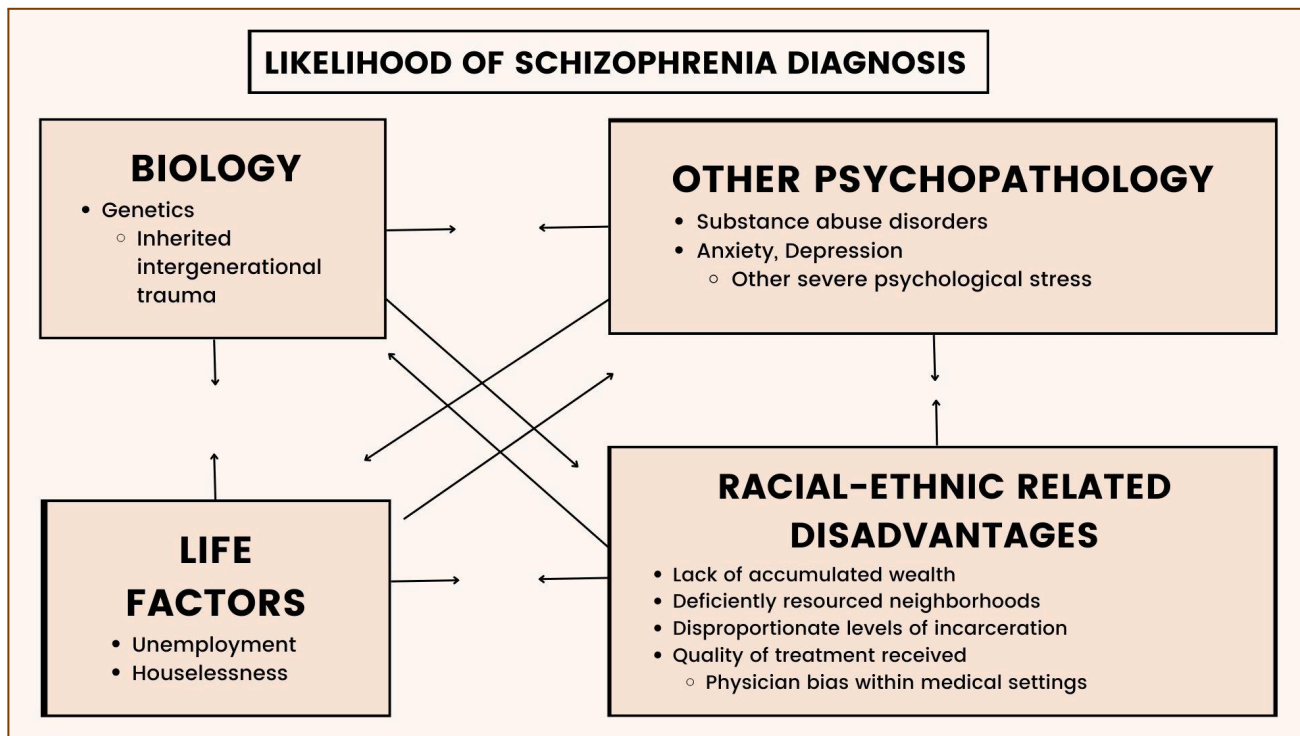 LIKELIHOOD OF SCHIZOPHRENIA DIAGNOSIS
BIOLOGY
• Genetics
○ Inherited
intergenerational
trauma
OTHER PSYCHOPATHOLOGY
• Substance abuse disorders
• Anxiety, Depression
○ Other severe psychological stress
LIFE
FACTORS
• Unemployment
• Houselessness
RACIAL-ETHNIC RELATED
DISADVANTAGES
• Lack of accumulated wealth
• Deficiently resourced neighborhoods
• Disproportionate levels of incarceration
• Quality of treatment received
○ Physician bias within medical settings